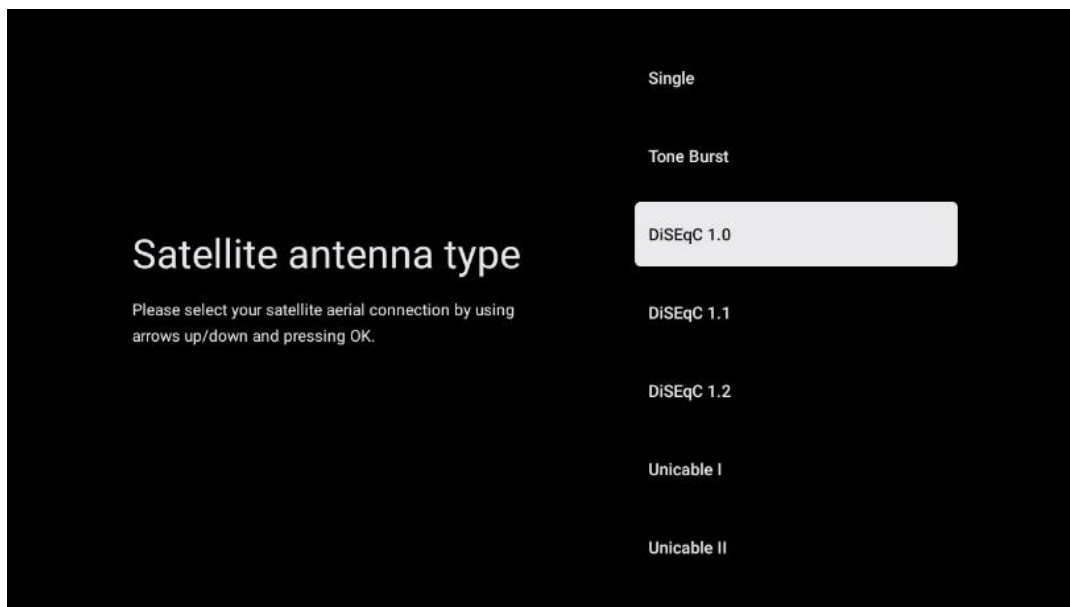 Satellite antenna type
Please select your satellite aerial connection by using
arrows up/down and pressing OK.
Single
Tone Burst
DiSEqC 1.0
DiSEqC 1.1
DiSEqC 1.2
Unicable I
Unicable II